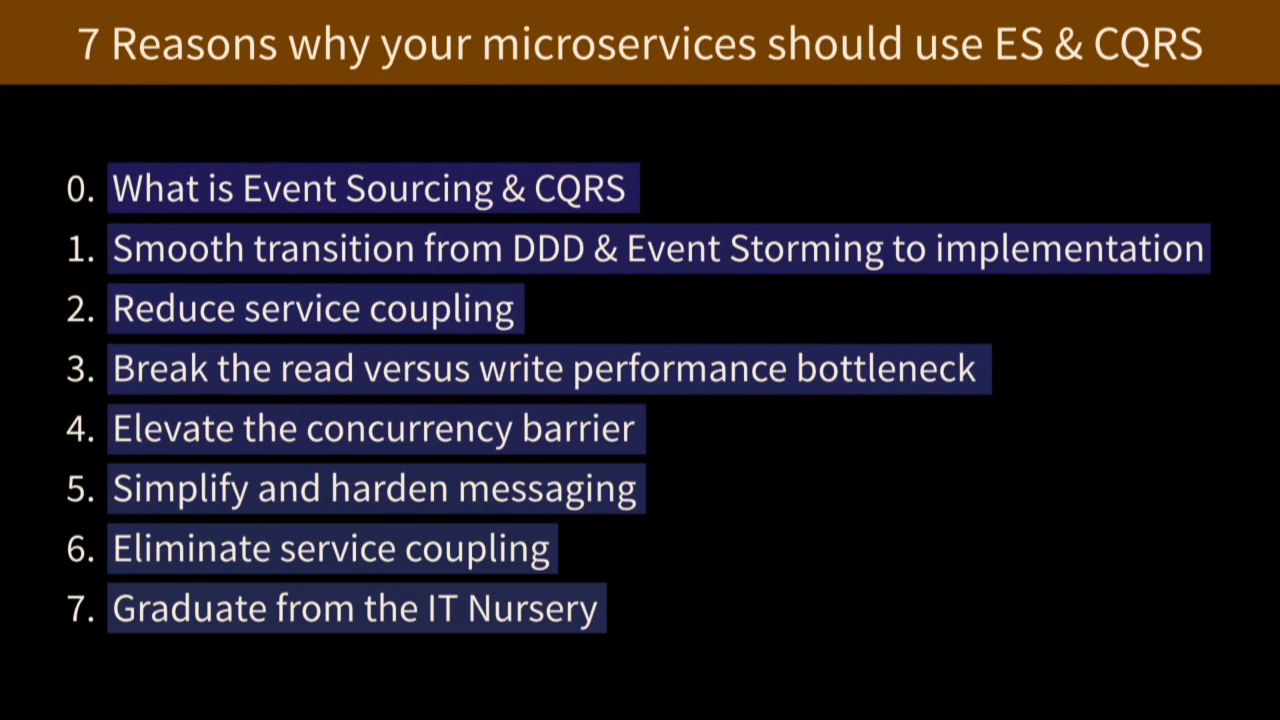 7 Reasons why your microservices should use ES & CQRS
0. What is Event Sourcing & CQRS
1. Smooth transition from DDD & Event Storming to implementation
2. Reduce service coupling
3. Break the read versus write performance bottleneck
4. Elevate the concurrency barrier
5. Simplify and harden messaging
6. Eliminate service coupling
7. Graduate from the IT Nursery